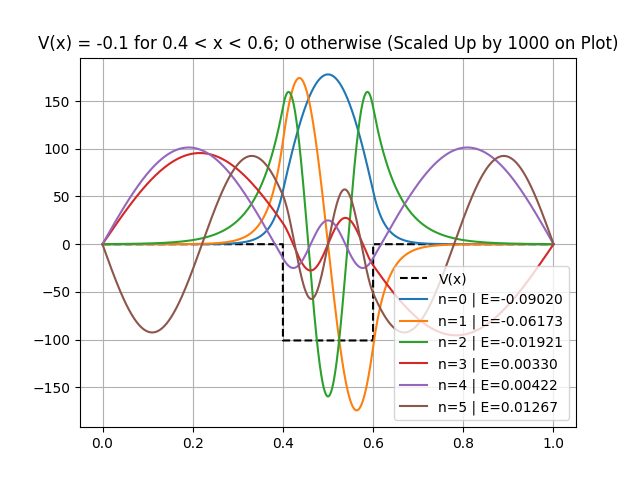 V(x) = -0.1 for 0.4 < x < 0.6; 0 otherwise (Scaled Up by 1000 on Plot)
150
100
50
0
−50
−100
−150
V(x)
n=0 | E=-0.09020
n=1 | E=-0.06173
n=2 | E=-0.01921
n=3 | E=0.00330
n=4 | E=0.00422
n=5 | E=0.01267
0.0 0.2 0.4 0.6 0.8 1.0